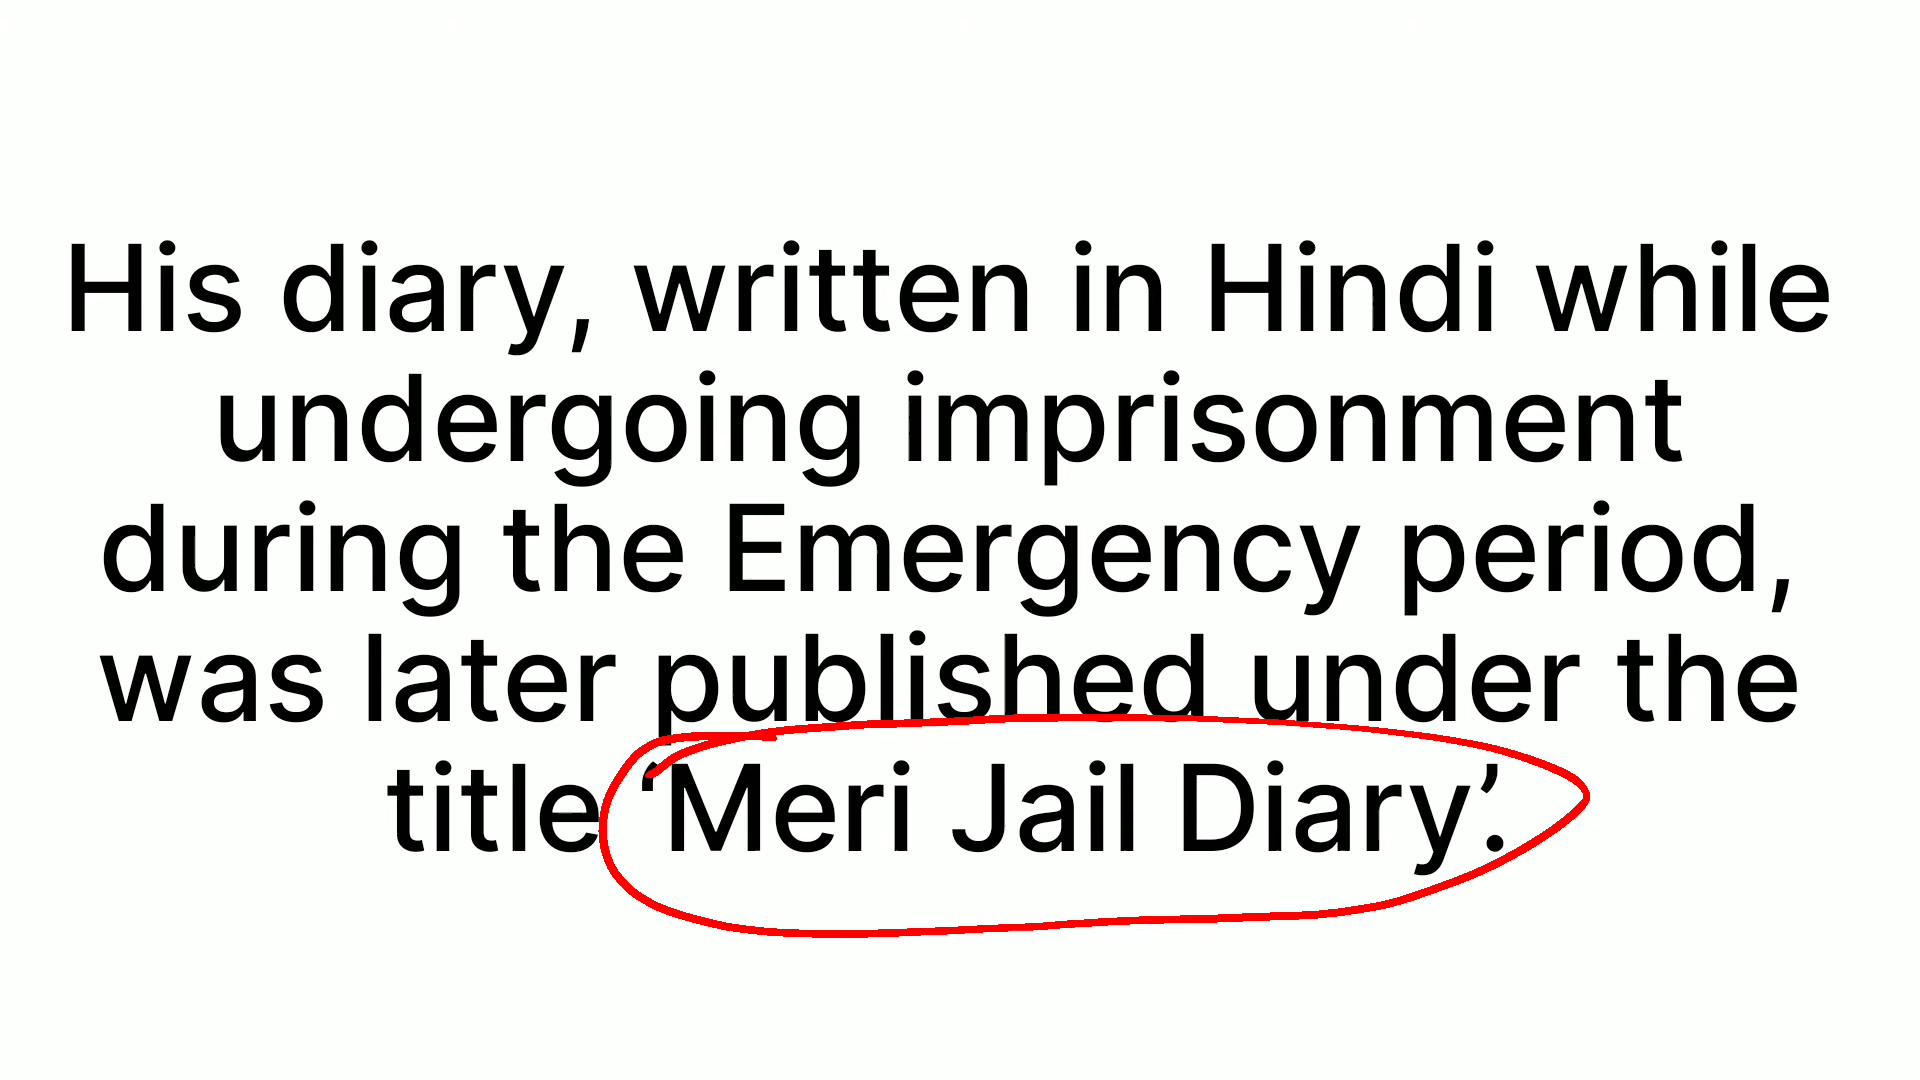 His diary, written in Hindi while
undergoing imprisonment
during the Emergency period,
was later published under the
title ‘Meri Jail Diary’.